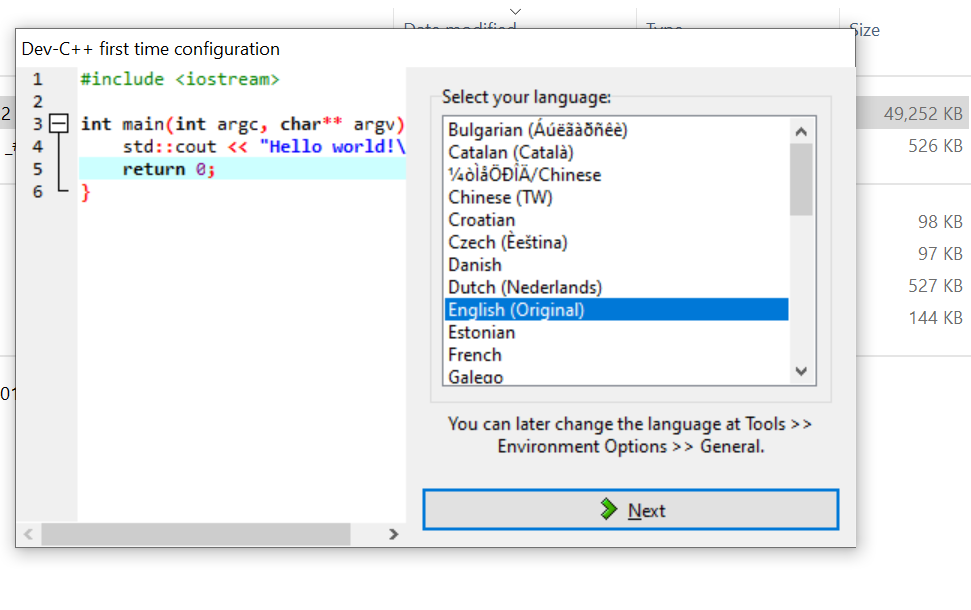 Size
Dev-C++ first time configuration
1 #include <iostream>
2
3 int main(int argc, char** argv)
4 std::cout << "Hello world!\
5 return 0;
6 }
Select your language:
Bulgarian (Áúëãàðñêè)
Catalan (Català)
¼òÌåÖÐÎÄ/Chinese
Chinese (TW)
Croatian
Czech (Èeština)
Danish
Dutch (Nederlands)
English (Original)
Estonian
French
Galego
You can later change the language at Tools >>
Environment Options >> General.
Next
2
49,252 KB
526 KB
98 KB
97 KB
527 KB
144 KB
01